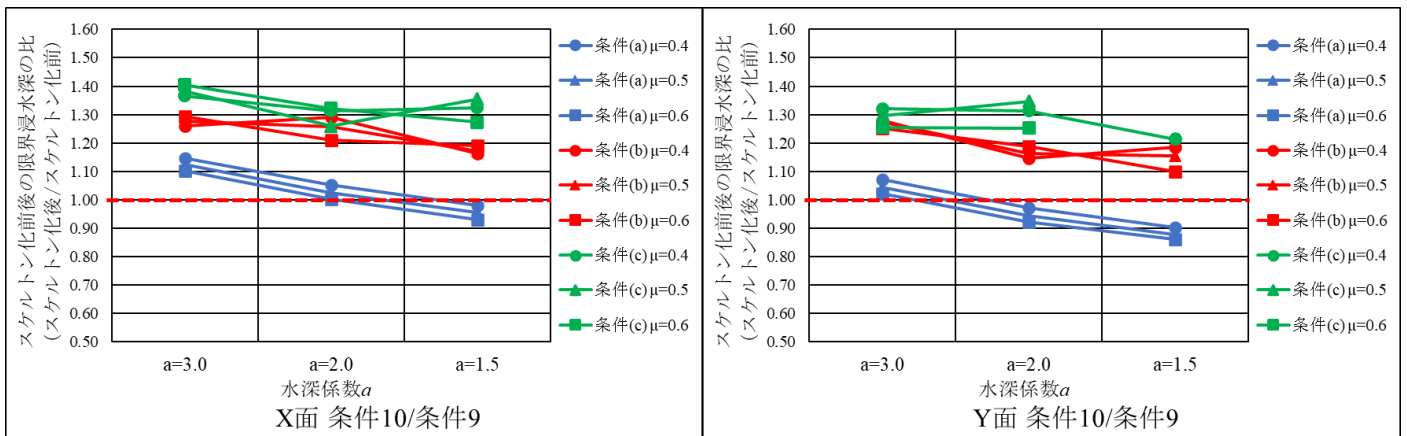 スケルトン化前後の限界浸水深の比
(スケルトン化後/スケルトン化前)
1.60
1.50
1.40
1.30
1.20
1.10
1.00
0.90
0.80
0.70
0.60
0.50
a=3.0
a=2.0
a=1.5
水深係数a
X面 条件10/条件9
条件(a) μ=0.4
条件(a) μ=0.5
条件(a) μ=0.6
条件(b) μ=0.4
条件(b) μ=0.5
条件(b) μ=0.6
条件(c) μ=0.4
条件(c) μ=0.5
条件(c) μ=0.6
スケルトン化前後の限界浸水深の比
(スケルトン化後/スケルトン化前)
1.60
1.50
1.40
1.30
1.20
1.10
1.00
0.90
0.80
0.70
0.60
0.50
a=3.0
a=2.0
a=1.5
水深係数a
Y面 条件10/条件9
条件(a) μ=0.4
条件(a) μ=0.5
条件(a) μ=0.6
条件(b) μ=0.4
条件(b) μ=0.5
条件(b) μ=0.6
条件(c) μ=0.4
条件(c) μ=0.5
条件(c) μ=0.6